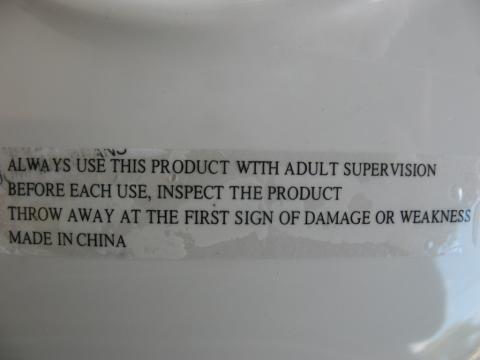 ALWAYS USE THIS PRODUCT WTTH ADULT SUPERVISION
BEFORE EACH USE, INSPECT THE PRODUCT
THROW AWAY AT THE FIRST SIGN OF DAMAGE OR WEAKNESS
MADE IN CHINA